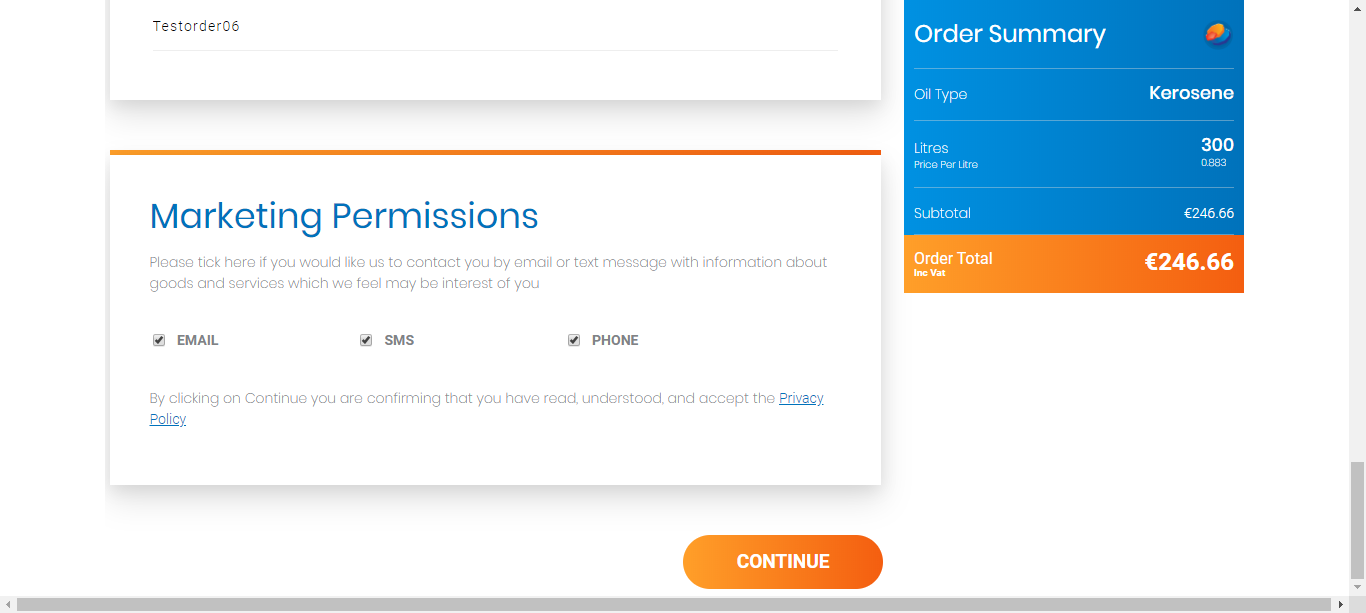 Testorder06
Marketing Permissions
Please tick here if you would like us to contact you by email or text message with information about
goods and services which we feel may be interest of you
EMAIL SMS PHONE
By clicking on Continue you are confirming that you have read, understood, and accept the Privacy
Policy
CONTINUE
Order Summary
Oil Type Kerosene
Litres 300
Price Per Litre 0.883
Subtotal €246.66
Order Total €246.66
Inc Vat